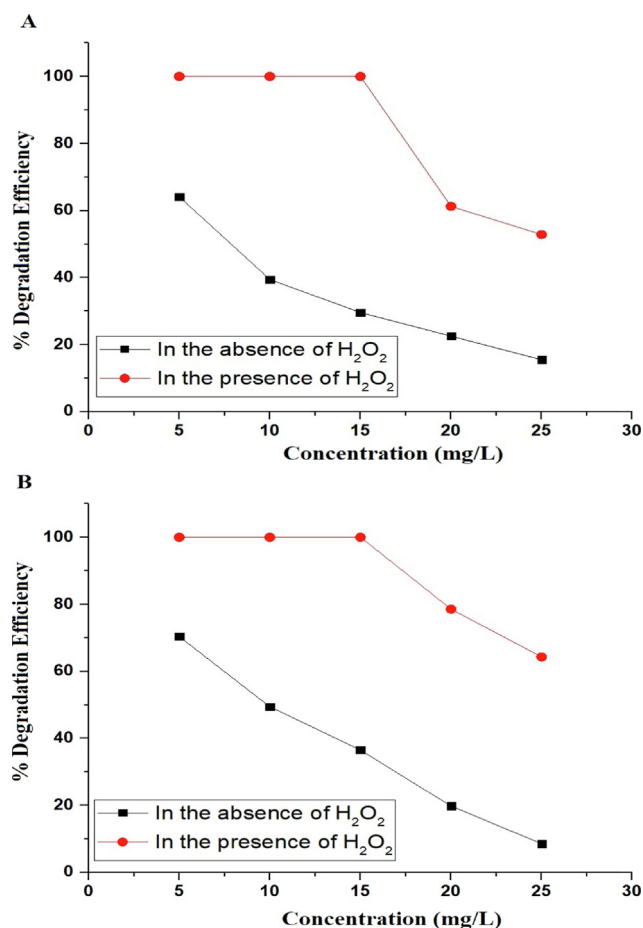 A
% Degradation Efficiency
100
80
60
40
20
0
In the absence of H₂O₂
In the presence of H₂O₂
0 5 10 15 20 25 30
Concentration (mg/L)
B
% Degradation Efficiency
100
80
60
40
20
0
In the absence of H₂O₂
In the presence of H₂O₂
0 5 10 15 20 25 30
Concentration (mg/L)